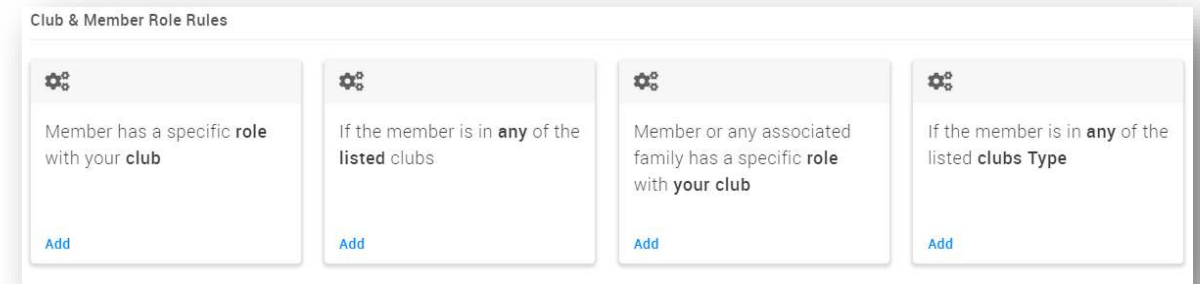 Club & Member Role Rules
Member has a specific role
with your club
Add
If the member is in any of the
listed clubs
Add
Member or any associated
family has a specific role
with your club
Add
If the member is in any of the
listed clubs Type
Add